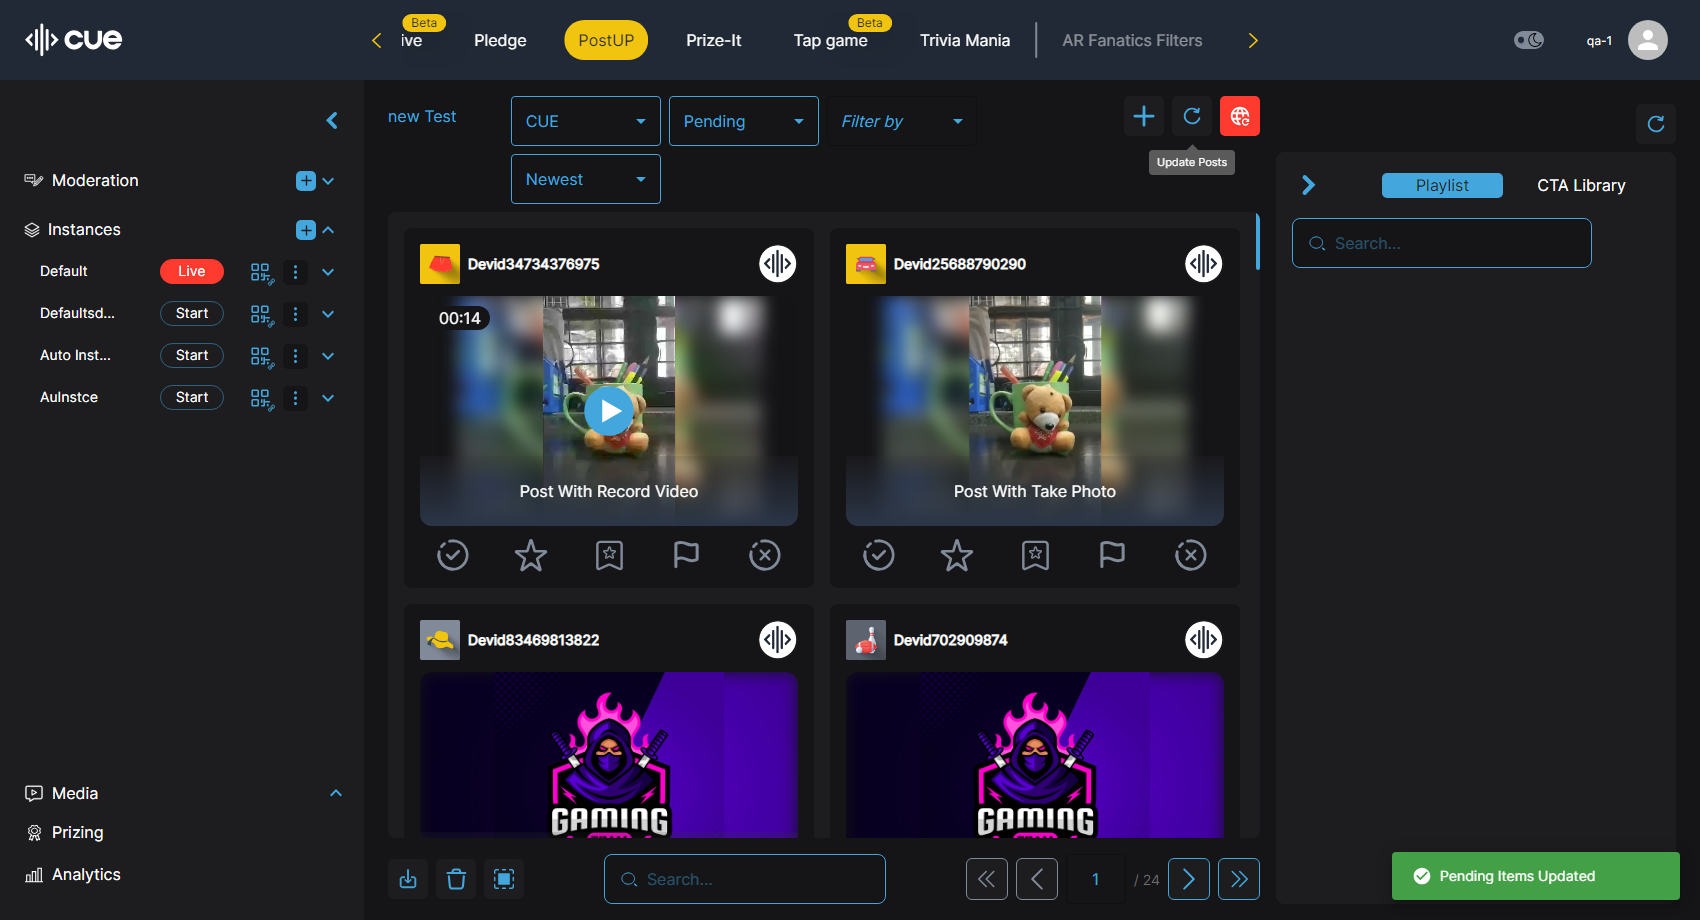 cue
Beta
ive
Pledge
PostUP
Prize-It
Beta
Tap game
Trivia Mania
AR Fanatics Filters
qa-1
new Test
CUE
Pending
Filter by
Newest
Update Posts
Moderation
Instances
Default
Live
Defaultsd...
Start
Auto Inst...
Start
AuInstce
Start
Media
Prizing
Analytics
Devid34734376975
00:14
Post With Record Video
Devid25688790290
Post With Take Photo
Devid83469813822
GAMING
Devid702909874
GAMING
Search...
1
/ 24
Playlist
CTA Library
Search...
Pending Items Updated